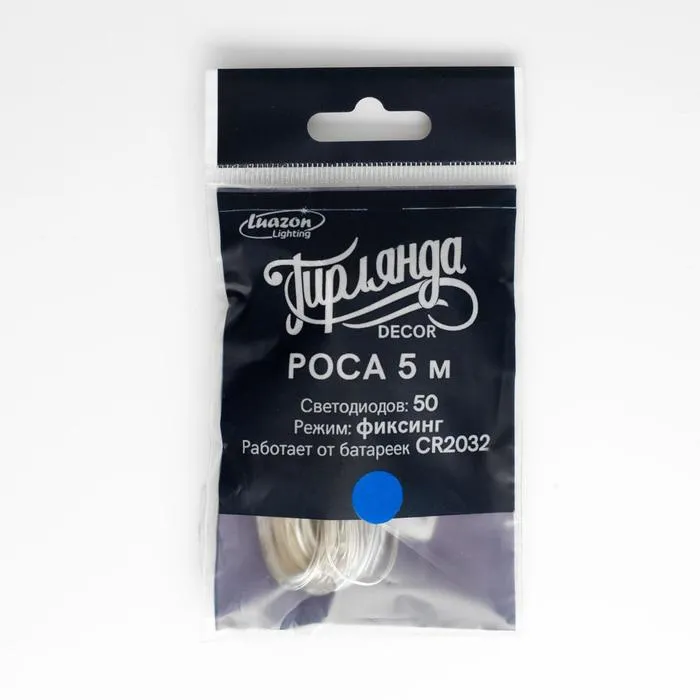 Luazon
Lighting
Гирлянда
DECOR
РОСА 5 м
Светодиодов: 50
Режим: фиксинг
Работает от батареек CR2032